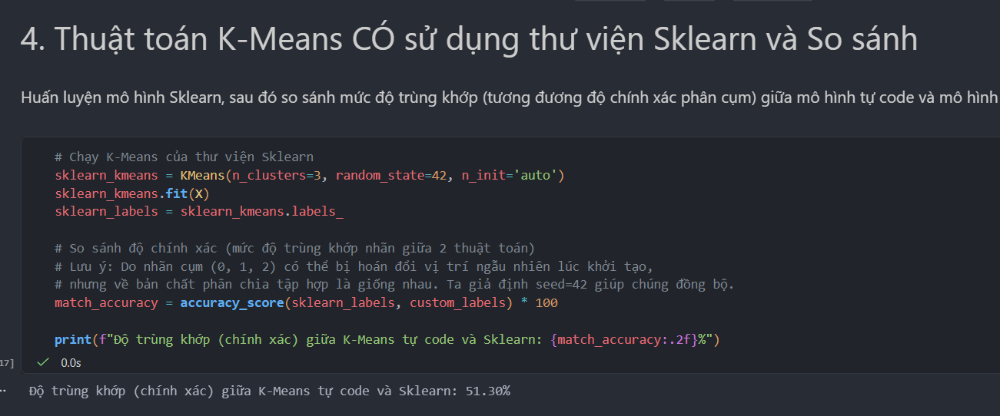 4. Thuật toán K-Means CÓ sử dụng thư viện Sklearn và So sánh
Huấn luyện mô hình Sklearn, sau đó so sánh mức độ trùng khớp (tương đương độ chính xác phân cụm) giữa mô hình tự code và mô hình
# Chạy K-Means của thư viện Sklearn
sklearn_kmeans = KMeans(n_clusters=3, random_state=42, n_init='auto')
sklearn_kmeans.fit(X)
sklearn_labels = sklearn_kmeans.labels_
# So sánh độ chính xác (mức độ trùng khớp nhãn giữa 2 thuật toán)
# Lưu ý: Do nhãn cụm (0, 1, 2) có thể bị hoán đổi vị trí ngẫu nhiên lúc khởi tạo,
# nhưng về bản chất phân chia tập hợp là giống nhau. Ta giả định seed=42 giúp chúng đồng bộ.
match_accuracy = accuracy_score(sklearn_labels, custom_labels) * 100
print(f"Độ trùng khớp (chính xác) giữa K-Means tự code và Sklearn: {match_accuracy:.2f}%")
17]
0.0s
Độ trùng khớp (chính xác) giữa K-Means tự code và Sklearn: 51.30%